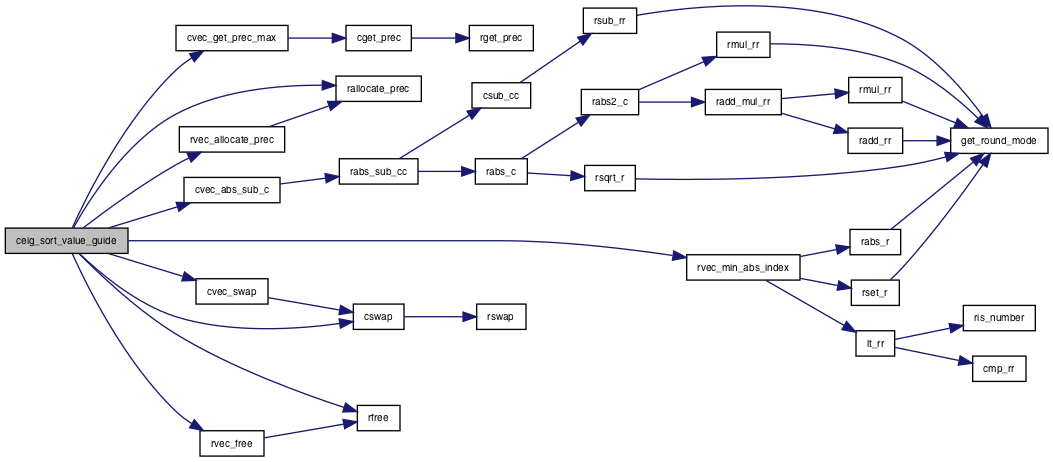 rsub_rr
cvec_get_prec_max
cget_prec
rget_prec
rmul_rr
rallocate_prec
csub_cc
rabs2_c
radd_mul_rr
rmul_rr
rvec_allocate_prec
radd_rr
get_round_mode
rabs_sub_cc
rabs_c
rsqrt_r
cvec_abs_sub_c
ceig_sort_value_guide
rabs_r
rvec_min_abs_index
cvec_swap
rset_r
cswap
rswap
ris_number
lt_rr
cmp_rr
rfree
rvec_free